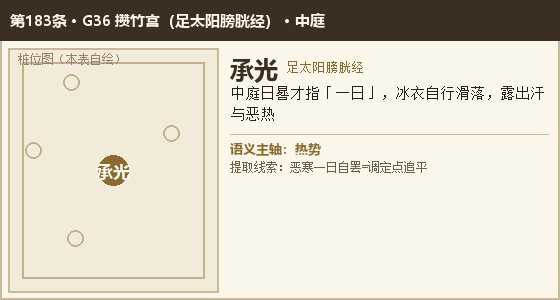 第183条・G36 攒竹宫（足太阳膀胱经）・中庭
桩位图（本表自绘）
承光
承光 足太阳膀胱经
中庭日晷才指「一日」，冰衣自行滑落，露出汗
与恶热
语义主轴：热势
提取线索：恶寒一日自罢=调定点追平